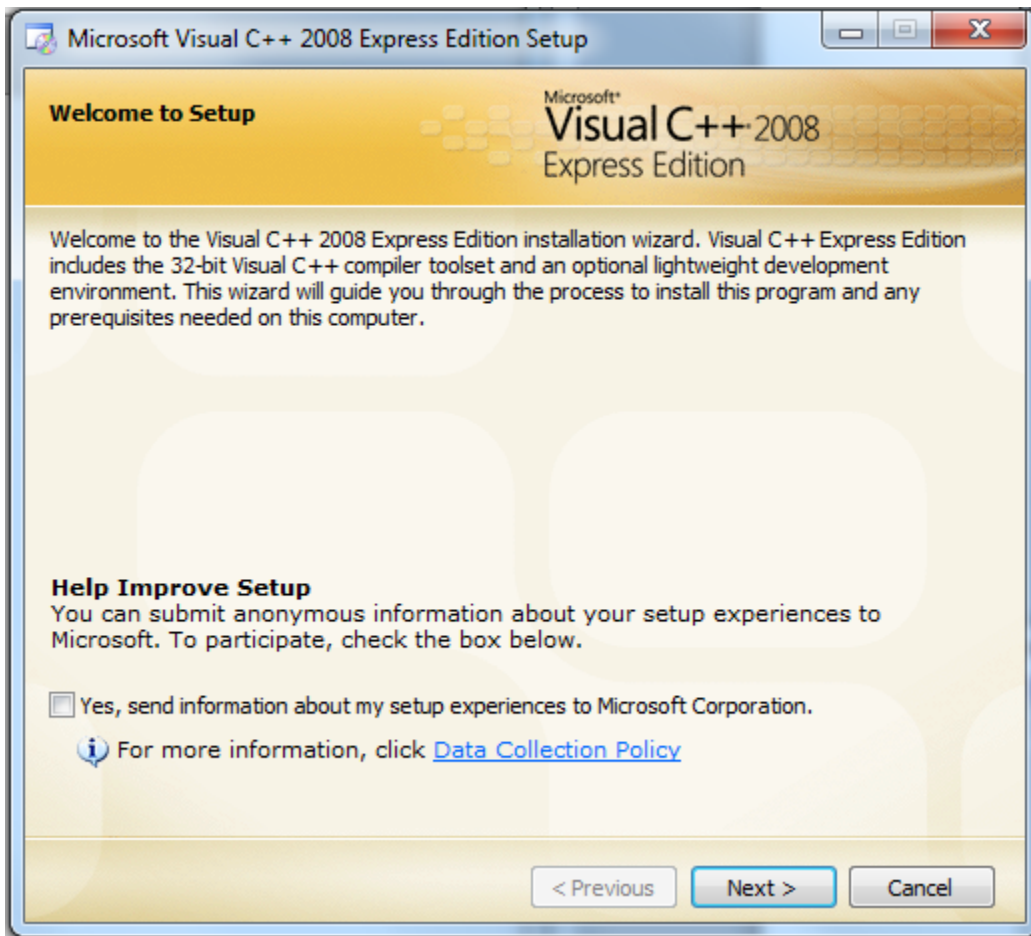 Microsoft Visual C++ 2008 Express Edition Setup
Welcome to Setup
Microsoft
Visual C++ 2008
Express Edition
Welcome to the Visual C++ 2008 Express Edition installation wizard. Visual C++ Express Edition
includes the 32-bit Visual C++ compiler toolset and an optional lightweight development
environment. This wizard will guide you through the process to install this program and any
prerequisites needed on this computer.
Help Improve Setup
You can submit anonymous information about your setup experiences to
Microsoft. To participate, check the box below.
Yes, send information about my setup experiences to Microsoft Corporation.
For more information, click Data Collection Policy
< Previous Next > Cancel